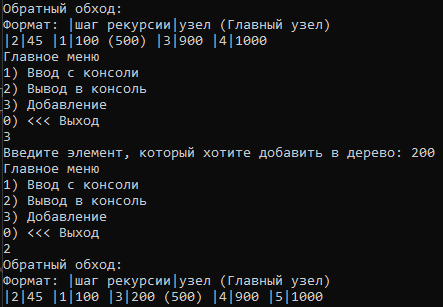 Обратный обход:
Формат: |шаг рекурсии|узел (Главный узел)
|2|45 |1|100 (500) |3|900 |4|1000
Главное меню
1) Ввод с консоли
2) Вывод в консоль
3) Добавление
0) <<< Выход
3
Введите элемент, который хотите добавить в дерево: 200
Главное меню
1) Ввод с консоли
2) Вывод в консоль
3) Добавление
0) <<< Выход
2
Обратный обход:
Формат: |шаг рекурсии|узел (Главный узел)
|2|45 |1|100 |3|200 (500) |4|900 |5|1000